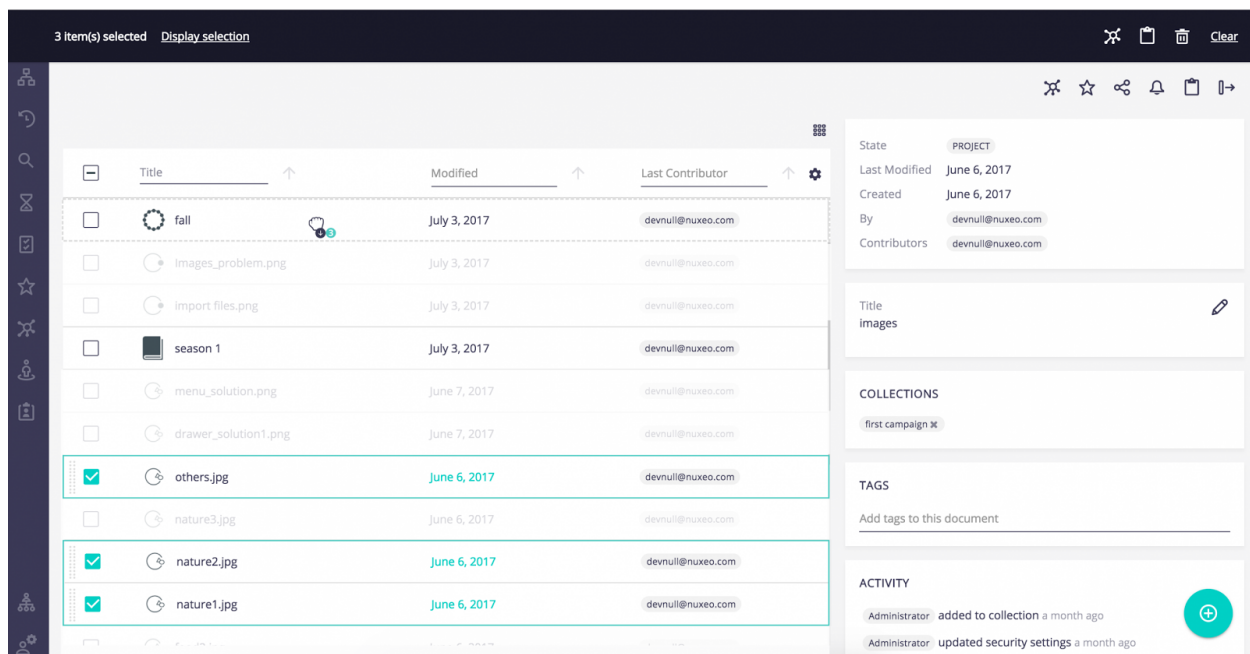 3 item(s) selected Display selection Clear
Title Modified Last Contributor
fall July 3, 2017 devnull@nuxeo.com
3
Images_problem.png July 3, 2017 devnull@nuxeo.com
import files.png July 3, 2017 devnull@nuxeo.com
season 1 July 3, 2017 devnull@nuxeo.com
menu_solution.png June 7, 2017 devnull@nuxeo.com
drawer_solution1.png June 7, 2017 devnull@nuxeo.com
others.jpg June 6, 2017 devnull@nuxeo.com
nature3.jpg June 6, 2017 devnull@nuxeo.com
nature2.jpg June 6, 2017 devnull@nuxeo.com
nature1.jpg June 6, 2017 devnull@nuxeo.com
State PROJECT
Last Modified June 6, 2017
Created June 6, 2017
By devnull@nuxeo.com
Contributors devnull@nuxeo.com
Title
images
COLLECTIONS
first campaign
TAGS
Add tags to this document
ACTIVITY
Administrator added to collection a month ago
Administrator updated security settings a month ago